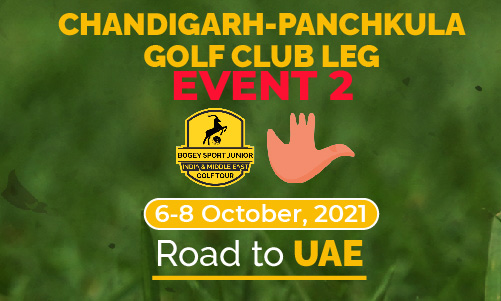 CHANDIGARH-PANCHKULA
GOLF CLUB LEG
EVENT 2
BOGEY SPORT JUNIOR
INDIA & MIDDLE EAST
GOLF TOUR
6-8 October, 2021
Road to UAE